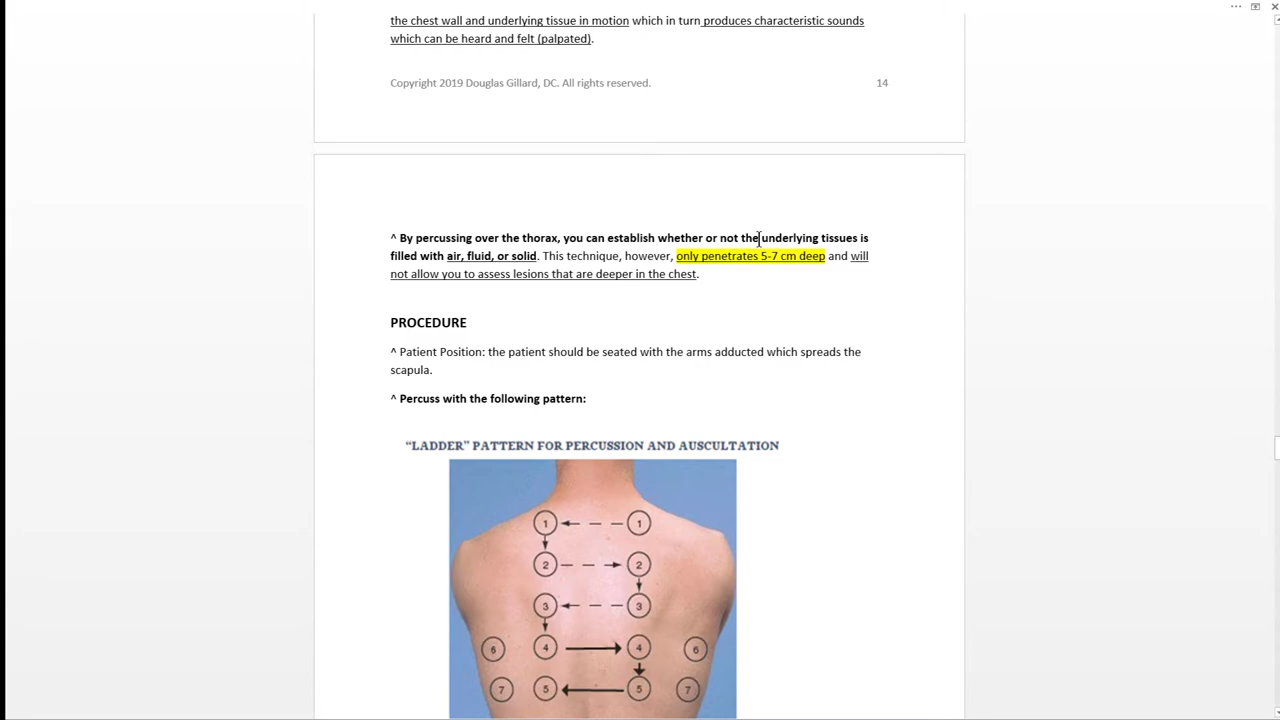 the chest wall and underlying tissue in motion which in turn produces characteristic sounds
which can be heard and felt (palpated).
Copyright 2019 Douglas Gillard, DC. All rights reserved. 14
^ By percussing over the thorax, you can establish whether or not the underlying tissues is
filled with air, fluid, or solid. This technique, however, only penetrates 5-7 cm deep and will
not allow you to assess lesions that are deeper in the chest.
PROCEDURE
^ Patient Position: the patient should be seated with the arms adducted which spreads the
scapula.
^ Percuss with the following pattern:
“LADDER” PATTERN FOR PERCUSSION AND AUSCULTATION
1 1
2 2
3 3
6 4 4 6
7 5 5 7